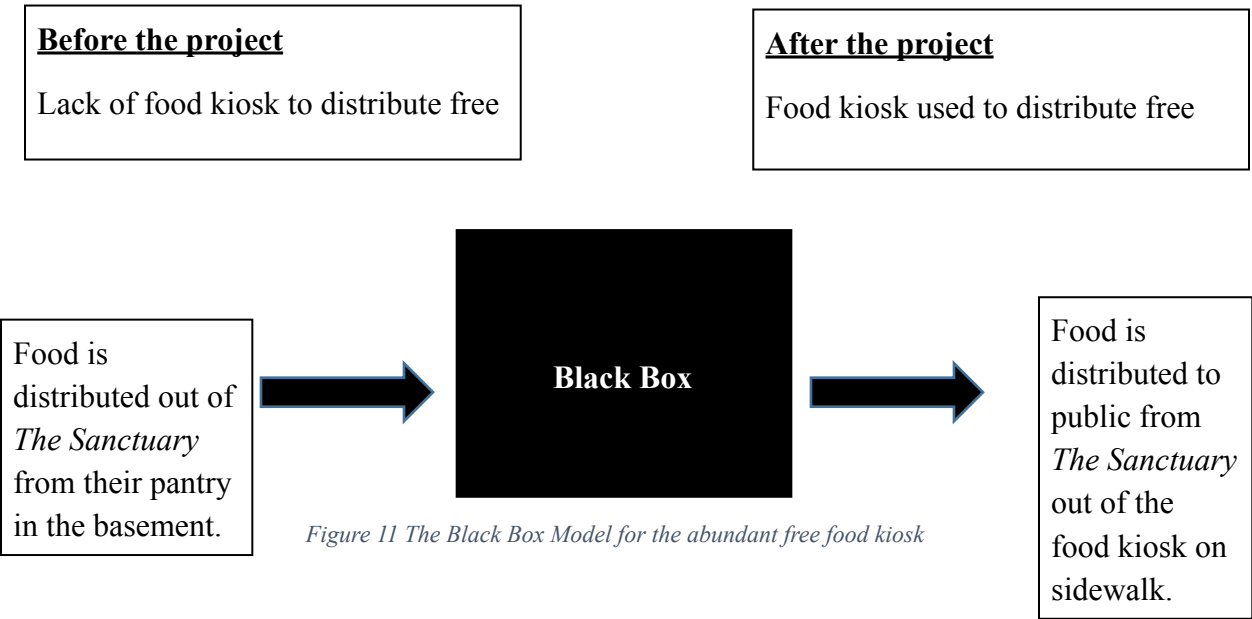 Before the project
Lack of food kiosk to distribute free
After the project
Food kiosk used to distribute free
Food is
distributed out of
The Sanctuary
from their pantry
in the basement.
Black Box
Food is
distributed to
public from
The Sanctuary
out of the
food kiosk on
sidewalk.
Figure 11 The Black Box Model for the abundant free food kiosk